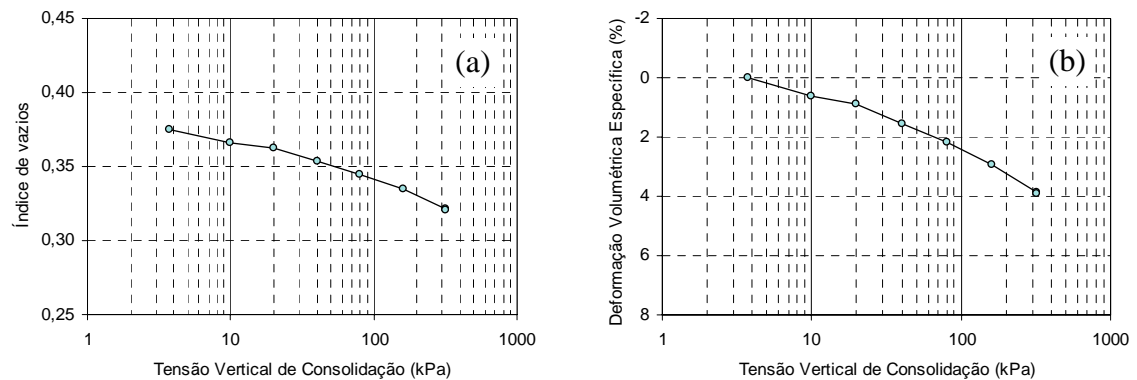 0,45
0,40
0,35
0,30
0,25
Índice de vazios
(a)
1 10 100 1000
Tensão Vertical de Consolidação (kPa)
-2
0
2
4
6
8
Deformação Volumétrica Específica (%)
(b)
1 10 100 1000
Tensão Vertical de Consolidação (kPa)